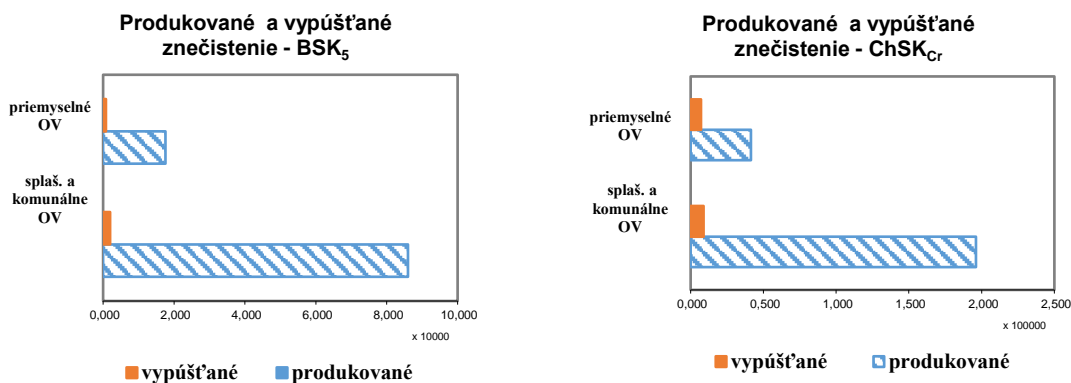 Produkované a vypúšťané
znečistenie - BSK5
priemyselné
OV
splaš. a
komunálne
OV
0,000 2,000 4,000 6,000 8,000 10,000
x 10000
vypúšťané produkované
Produkované a vypúšťané
znečistenie - ChSKCr
priemyselné
OV
splaš. a
komunálne
OV
0,000 0,500 1,000 1,500 2,000 2,500
x 100000
vypúšťané produkované